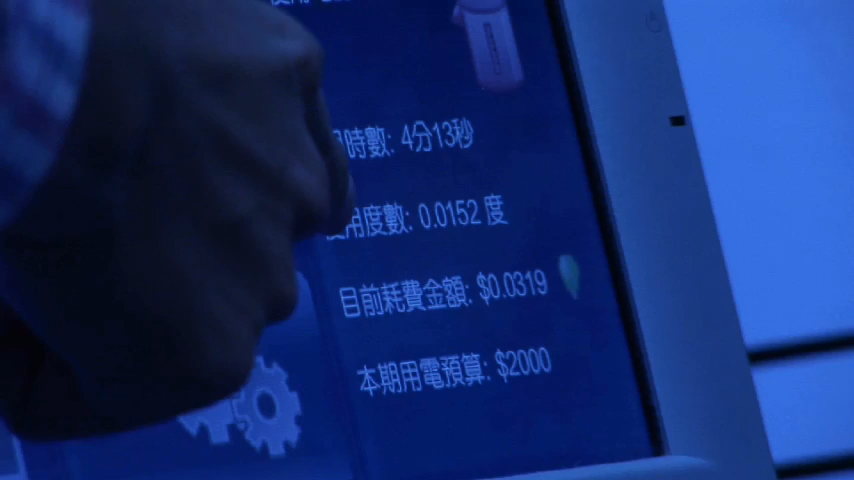 時數: 4分13秒
用度數: 0.0152 度
目前耗費金額: $0.0319
本期用電預算: $2000